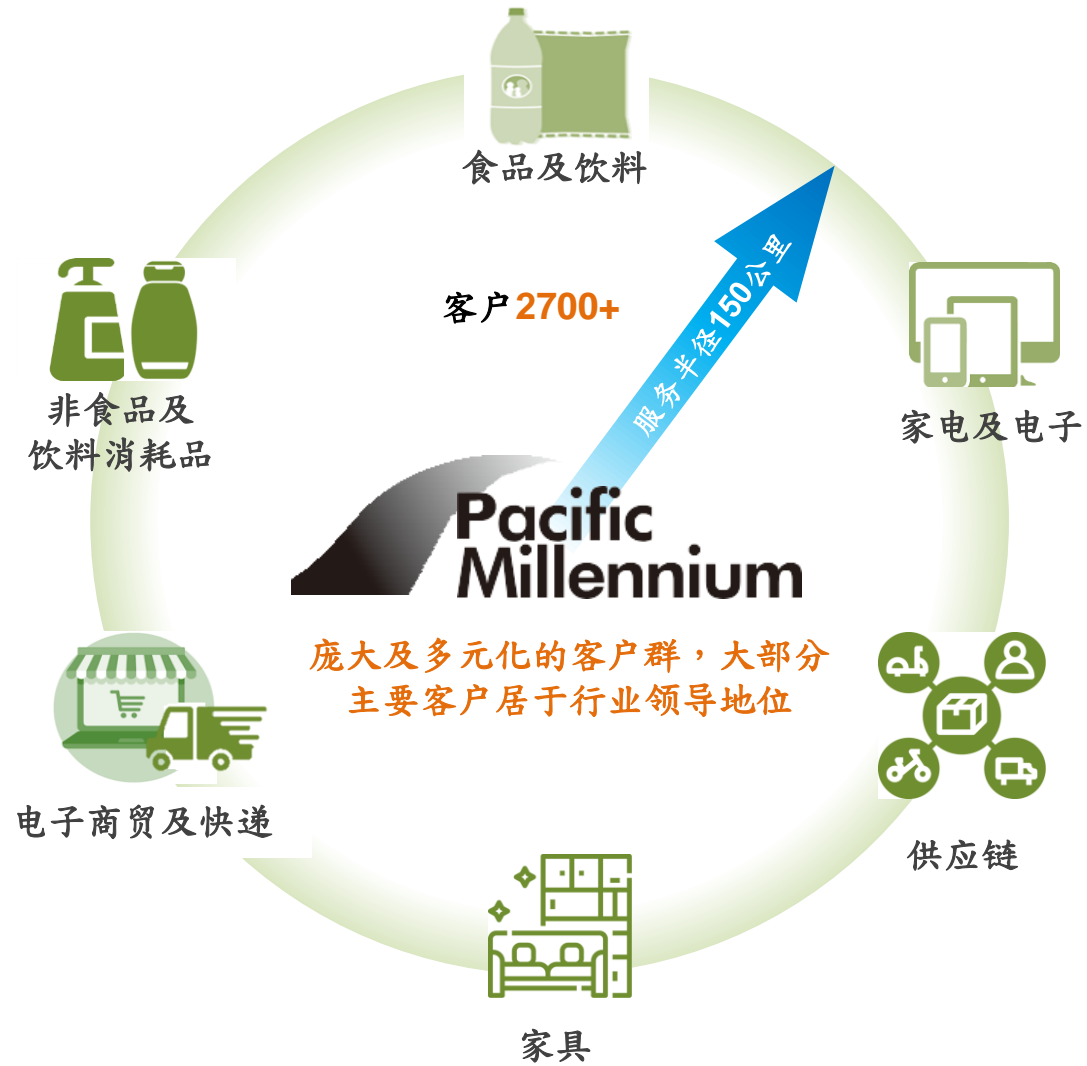 食品及饮料
客户2700+
服务半径150公里
非食品及
饮料消耗品
家电及电子
Pacific
Millennium
庞大及多元化的客户群，大部分
主要客户居于行业领导地位
电子商贸及快递
供应链
家具